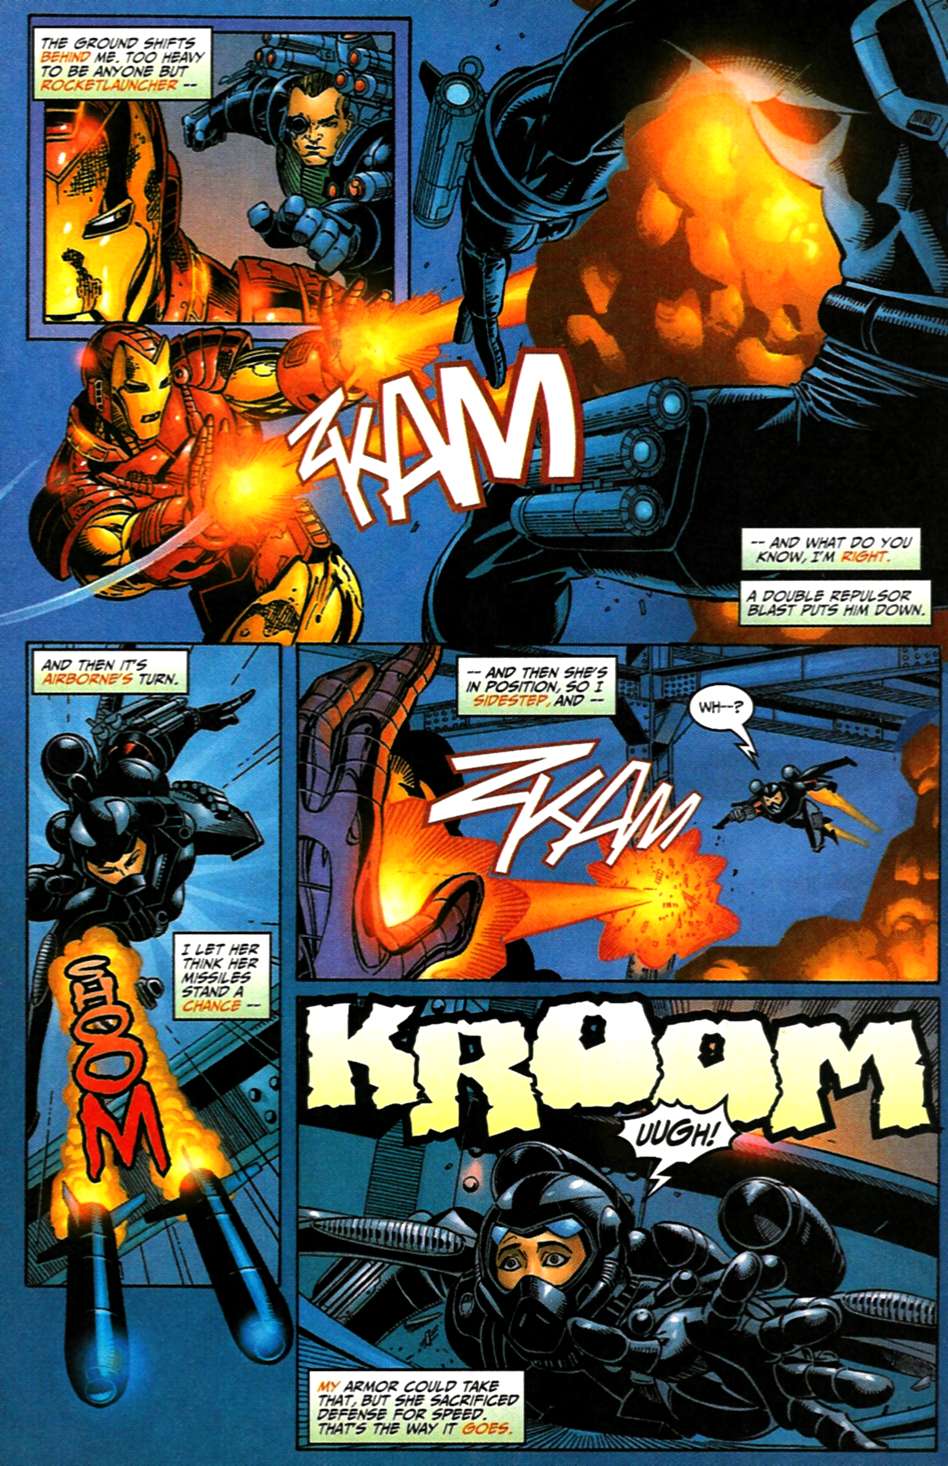 THE GROUND SHIFTS
BEHIND ME. TOO HEAVY
TO BE ANYONE BUT
ROCKETLAUNCHER --
ZKAM
-- AND WHAT DO YOU
KNOW, I'M RIGHT.
A DOUBLE REPULSOR
BLAST PUTS HIM DOWN.
AND THEN IT'S
AIRBORNE'S TURN.
SHOOM
I LET HER
THINK HER
MISSILES
STAND A
CHANCE --
-- AND THEN SHE'S
IN POSITION, SO I
SIDESTEP, AND --
WH--?
ZKAM
KROOM
UUGH!
MY ARMOR COULD TAKE
THAT, BUT SHE SACRIFICED
DEFENSE FOR SPEED.
THAT'S THE WAY IT GOES.